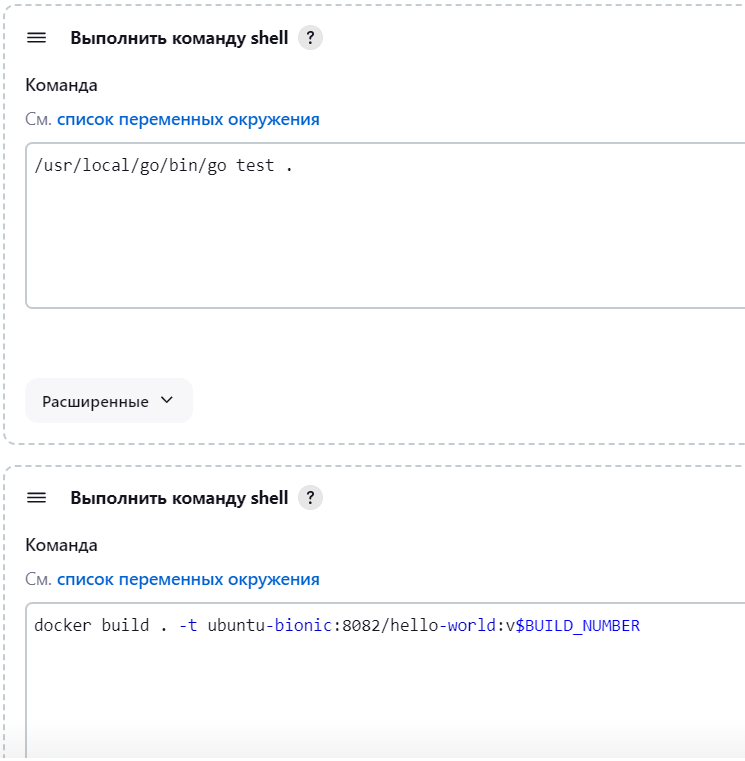 Выполнить команду shell ?
Команда
См. список переменных окружения
/usr/local/go/bin/go test .
Расширенные
Выполнить команду shell ?
Команда
См. список переменных окружения
docker build . -t ubuntu-bionic:8082/hello-world:v$BUILD_NUMBER